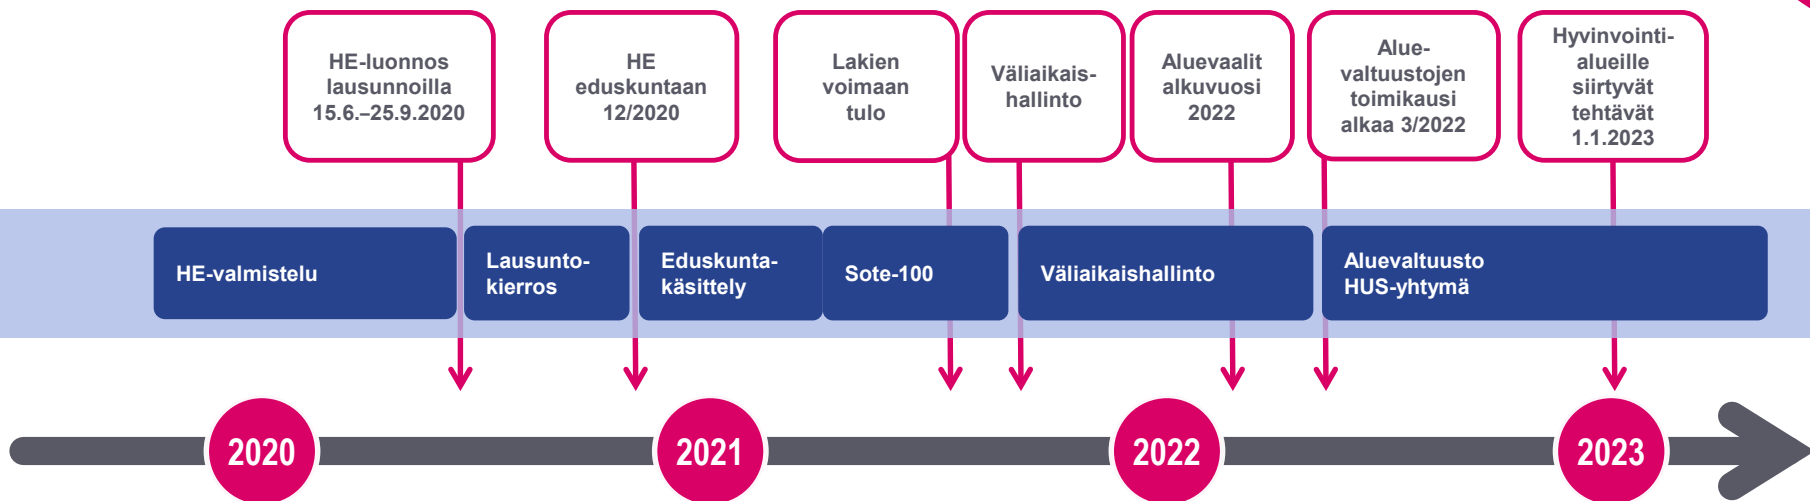 HE-luonnos
lausunnoilla
15.6.–25.9.2020
HE
eduskuntaan
12/2020
Lakien
voimaan
tulo
Väliaikais-
hallinto
Aluevaalit
alkuvuosi
2022
Alue-
valtuustojen
toimikausi
alkaa 3/2022
Hyvinvointi-
alueille
siirtyvät
tehtävät
1.1.2023
HE-valmistelu
Lausunto-
kierros
Eduskunta-
käsittely
Sote-100
Väliaikaishallinto
Aluevaltuusto
HUS-yhtymä
2020
2021
2022
2023